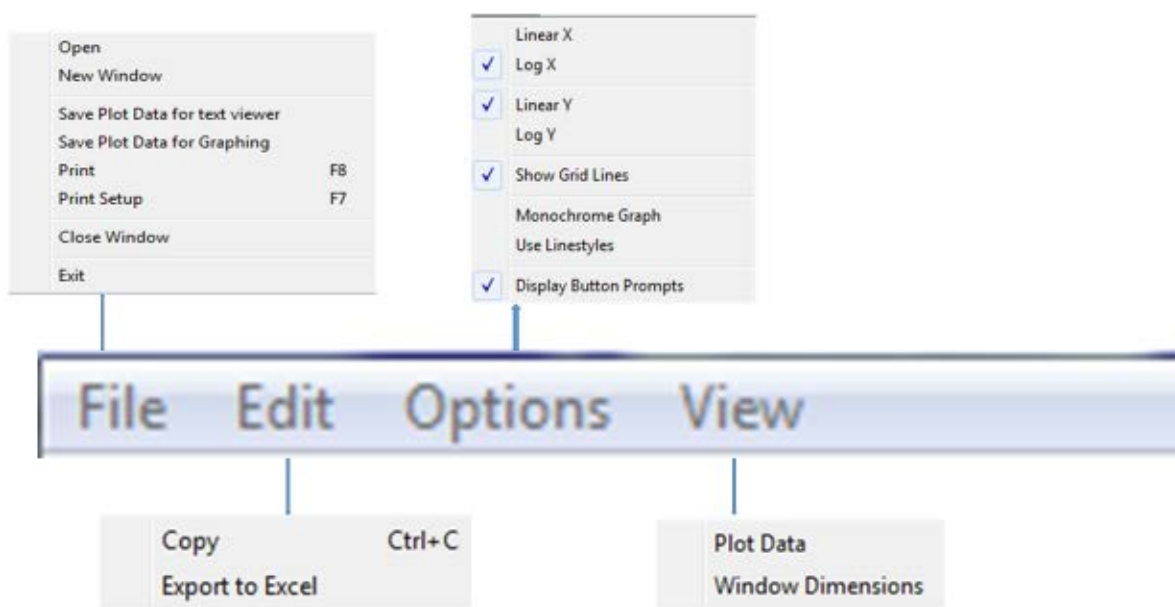 Open
New Window
Save Plot Data for text viewer
Save Plot Data for Graphing
Print F8
Print Setup F7
Close Window
Exit
Linear X
Log X
Linear Y
Log Y
Show Grid Lines
Monochrome Graph
Use Linestyles
Display Button Prompts
File Edit Options View
Copy Ctrl+C
Export to Excel
Plot Data
Window Dimensions